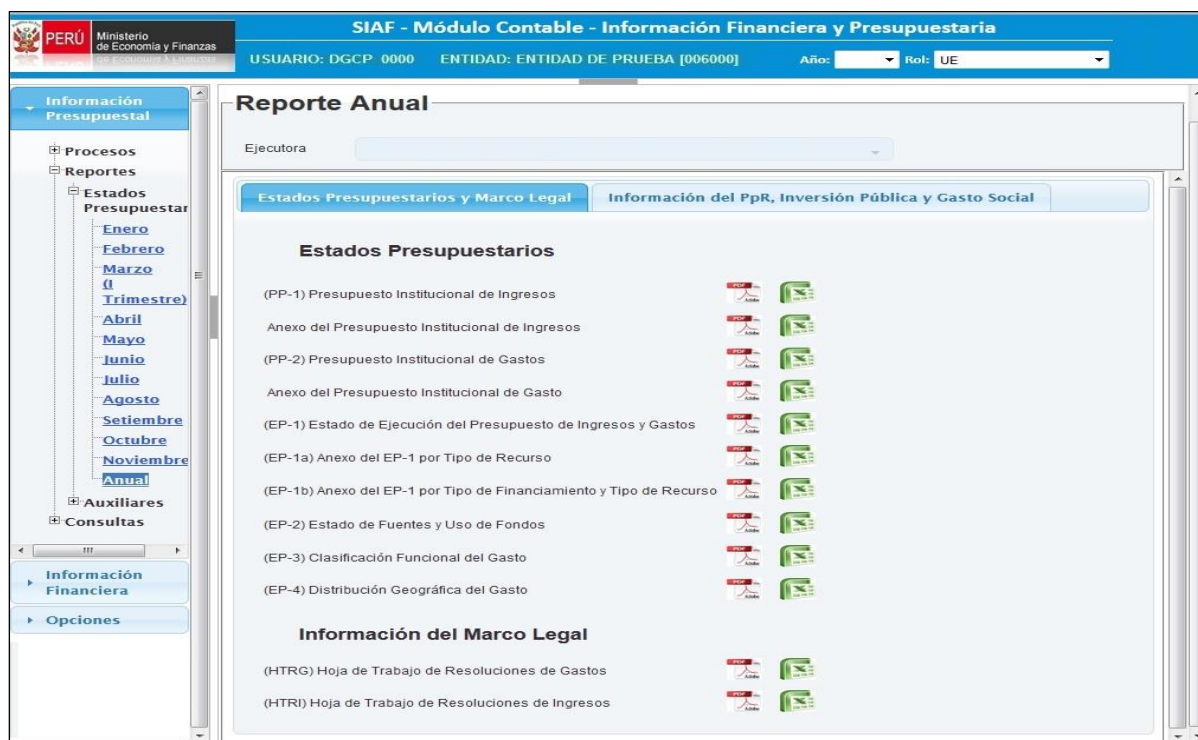 PERÚ
Ministerio
de Economía y Finanzas
SIAF - Módulo Contable - Información Financiera y Presupuestaria
USUARIO: DGCP 0000 ENTIDAD: ENTIDAD DE PRUEBA [006000] Año: Rol: UE
Información
Presupuestal
Procesos
Reportes
Estados
Presupuestar
Enero
Febrero
Marzo
(I
Trimestre)
Abril
Mayo
Junio
Julio
Agosto
Setiembre
Octubre
Noviembre
Anual
Auxiliares
Consultas
Información
Financiera
Opciones
Reporte Anual
Ejecutora
Estados Presupuestarios y Marco Legal
Información del PpR, Inversión Pública y Gasto Social
Estados Presupuestarios
(PP-1) Presupuesto Institucional de Ingresos
Anexo del Presupuesto Institucional de Ingresos
(PP-2) Presupuesto Institucional de Gastos
Anexo del Presupuesto Institucional de Gasto
(EP-1) Estado de Ejecución del Presupuesto de Ingresos y Gastos
(EP-1a) Anexo del EP-1 por Tipo de Recurso
(EP-1b) Anexo del EP-1 por Tipo de Financiamiento y Tipo de Recurso
(EP-2) Estado de Fuentes y Uso de Fondos
(EP-3) Clasificación Funcional del Gasto
(EP-4) Distribución Geográfica del Gasto
Información del Marco Legal
(HTRG) Hoja de Trabajo de Resoluciones de Gastos
(HTRI) Hoja de Trabajo de Resoluciones de Ingresos